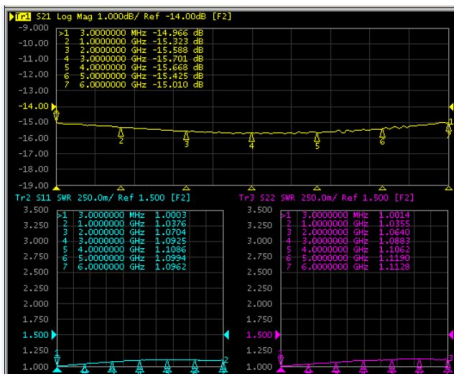 Tr1 S21 Log Mag 1.000dB/ Ref -14.00dB [F2]
-9.000
-10.00
-11.00
-12.00
-13.00
-14.00
-15.00
-16.00
-17.00
-18.00
-19.00
>1 3.0000000 MHz -14.966 dB
2 1.0000000 GHz -15.323 dB
3 2.0000000 GHz -15.588 dB
4 3.0000000 GHz -15.701 dB
5 4.0000000 GHz -15.668 dB
6 5.0000000 GHz -15.425 dB
7 6.0000000 GHz -15.010 dB
2
3
4
5
6
Tr2 S11 SWR 250.0m/ Ref 1.500 [F2]
3.500
3.250
3.000
2.750
2.500
2.250
2.000
1.750
1.500
1.250
1.000
>1 3.0000000 MHz 1.0003
2 1.0000000 GHz 1.0376
3 2.0000000 GHz 1.0704
4 3.0000000 GHz 1.0925
5 4.0000000 GHz 1.1086
6 5.0000000 GHz 1.0994
7 6.0000000 GHz 1.0962
Tr3 S22 SWR 250.0m/ Ref 1.500 [F2]
3.500
3.250
3.000
2.750
2.500
2.250
2.000
1.750
1.500
1.250
1.000
>1 3.0000000 MHz 1.0014
2 1.0000000 GHz 1.0355
3 2.0000000 GHz 1.0640
4 3.0000000 GHz 1.0883
5 4.0000000 GHz 1.1062
6 5.0000000 GHz 1.1190
7 6.0000000 GHz 1.1128